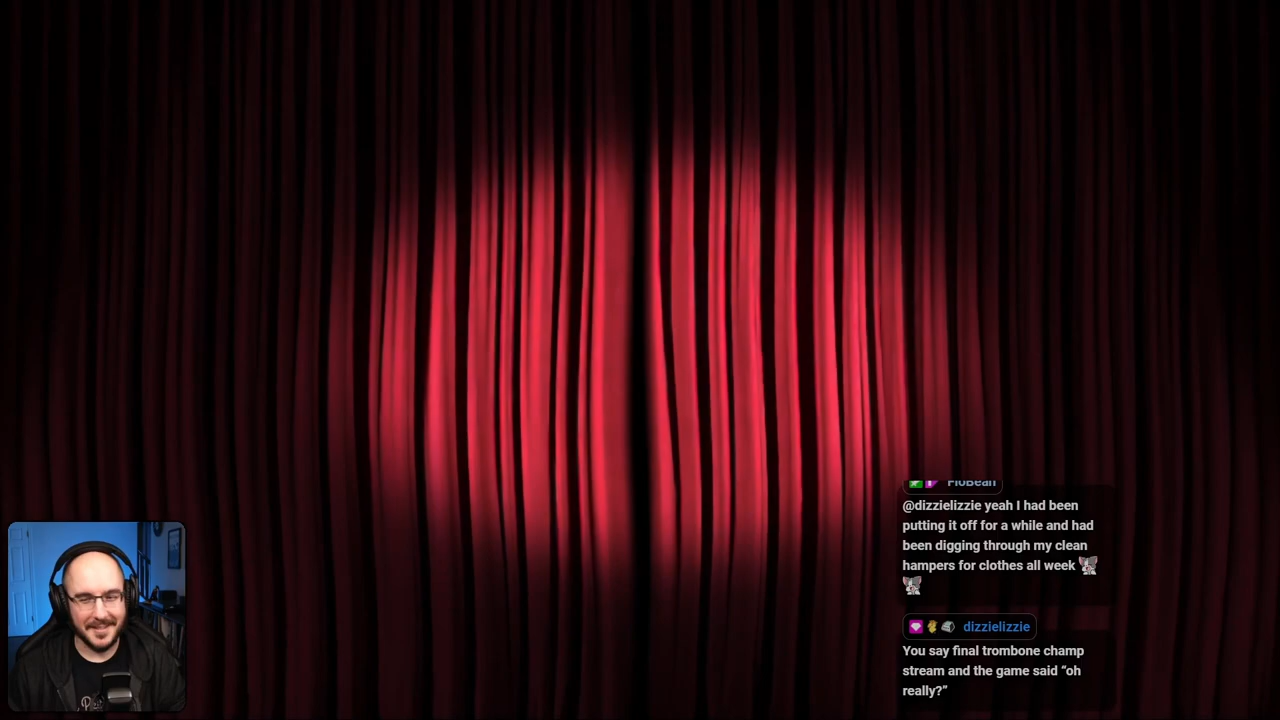 FloBean
@dizzielizzie yeah I had been
putting it off for a while and had
been digging through my clean
hampers for clothes all week
dizzielizzie
You say final trombone champ
stream and the game said “oh
really?”